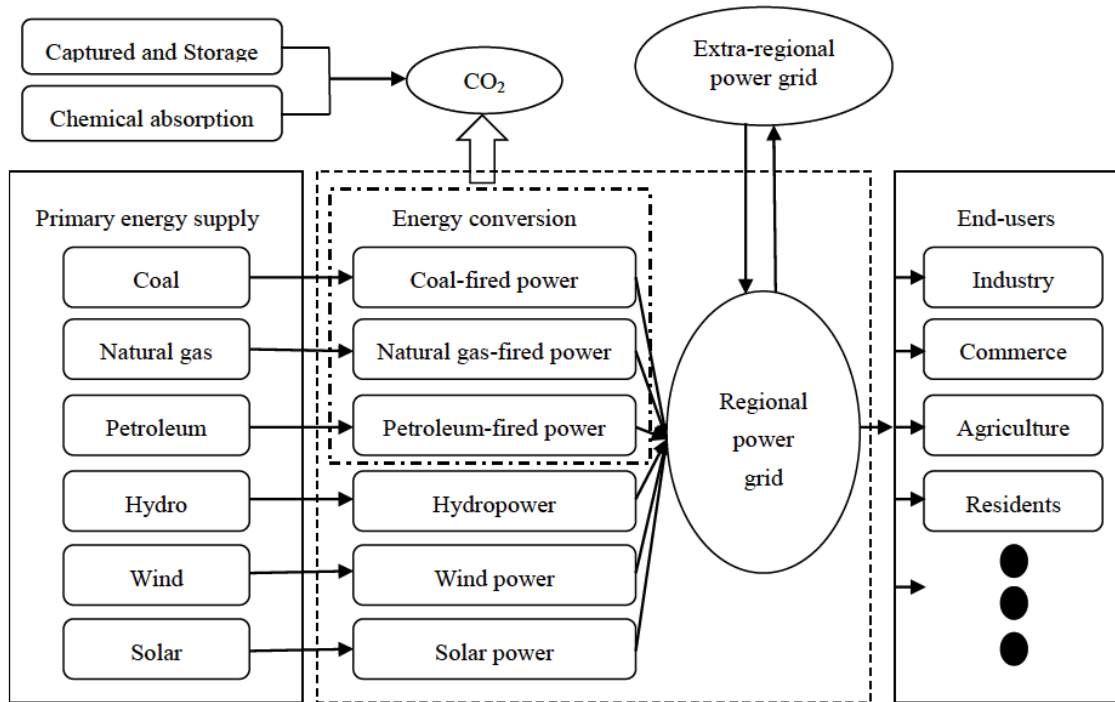 Captured and Storage
Chemical absorption
CO₂
Extra-regional
power grid
Primary energy supply
Coal
Natural gas
Petroleum
Hydro
Wind
Solar
Energy conversion
Coal-fired power
Natural gas-fired power
Petroleum-fired power
Hydropower
Wind power
Solar power
Regional
power
grid
End-users
Industry
Commerce
Agriculture
Residents